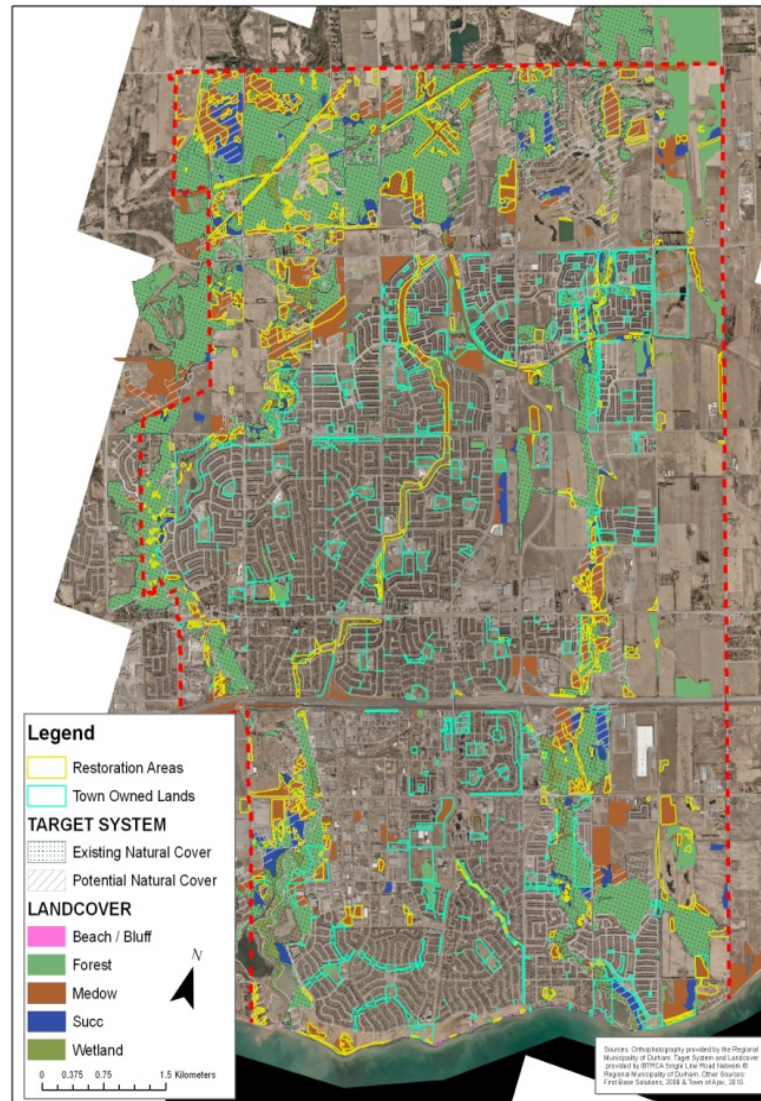 Legend
Restoration Areas
Town Owned Lands
TARGET SYSTEM
Existing Natural Cover
Potential Natural Cover
LANDCOVER
Beach / Bluff
Forest
Medow
Succ
Wetland
N
0 0.375 0.75 1.5 Kilometers
Sources: Orthophotography provided by the Regional
Municipality of Durham. Taget System and Landcover
provided by ©TRCA Single Line Road Network ©
Regional Municipality of Durham. Other Sources:
First Base Solutions, 2008 & Town of Ajax, 2010.